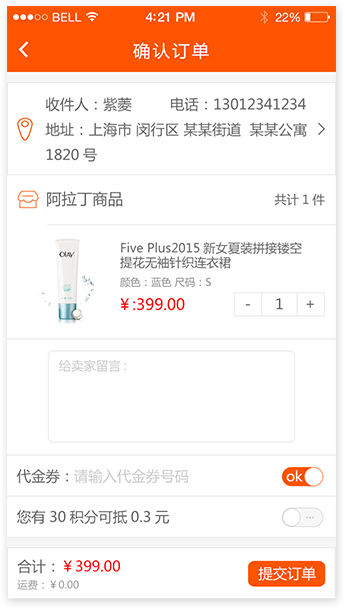 BELL 4:21 PM 22%
确认订单
收件人：紫菱 电话：13012341234
地址：上海市 闵行区 某某街道 某某公寓
1820 号
阿拉丁商品 共计 1 件
Five Plus2015 新女夏装拼接镂空
提花无袖针织连衣裙
颜色：蓝色 尺码：S
¥ :399.00 - 1 +
OLAY
给卖家留言：
代金券：请输入代金券号码 ok
您有 30 积分可抵 0.3 元
合计：¥ 399.00
运费：¥ 0.00
提交订单